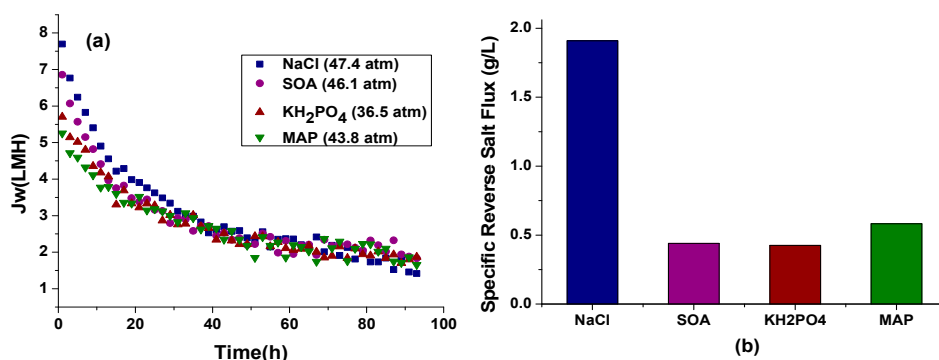 (a)
NaCl (47.4 atm)
SOA (46.1 atm)
KH2PO4 (36.5 atm)
MAP (43.8 atm)
Jw(LMH)
8
7
6
5
4
3
2
1
0 20 40 60 80 100
Time(h)
Specific Reverse Salt Flux (g/L)
2.0
1.5
1.0
0.5
0.0
NaCl SOA KH2PO4 MAP
(b)